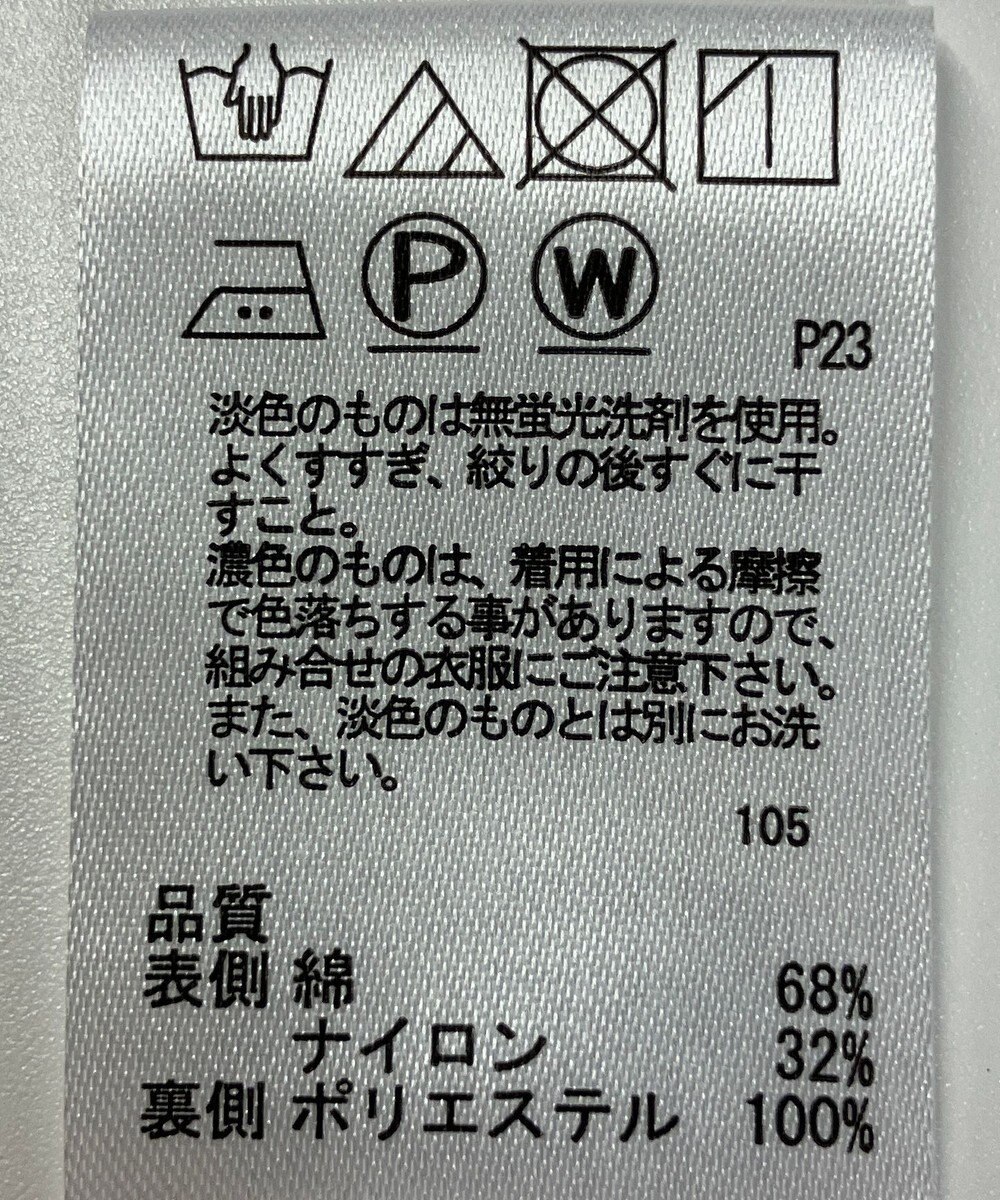 P
W
P23
淡色のものは無蛍光洗剤を使用。
よくすすぎ、絞りの後すぐに干
すこと。
濃色のものは、着用による摩擦
で色落ちする事がありますので、
組み合せの衣服にご注意下さい。
また、淡色のものとは別にお洗
い下さい。
105
品質
表側 綿 68%
ナイロン 32%
裏側 ポリエステル 100%